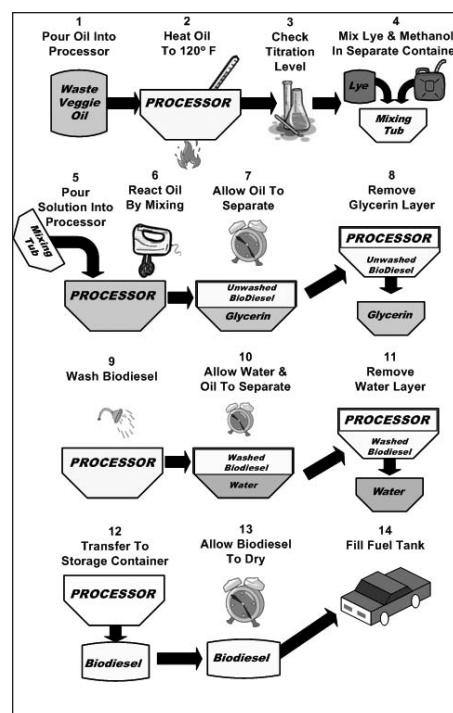 1
Pour Oil Into
Processor
Waste
Veggie
Oil
2
Heat Oil
To 120º F
PROCESSOR
3
Check
Titration
Level
4
Mix Lye & Methanol
In Separate Container
Lye
Mixing
Tub
5
Pour
Solution Into
Processor
Mixing
Tub
PROCESSOR
6
React Oil
By Mixing
7
Allow Oil To
Separate
Unwashed
BioDiesel
Glycerin
8
Remove
Glycerin Layer
PROCESSOR
Unwashed
BioDiesel
Glycerin
9
Wash Biodiesel
PROCESSOR
10
Allow Water &
Oil To Separate
Washed
Biodiesel
Water
11
Remove
Water Layer
PROCESSOR
Washed
Biodiesel
Water
12
Transfer To
Storage Container
PROCESSOR
Biodiesel
13
Allow Biodiesel
To Dry
Biodiesel
14
Fill Fuel Tank